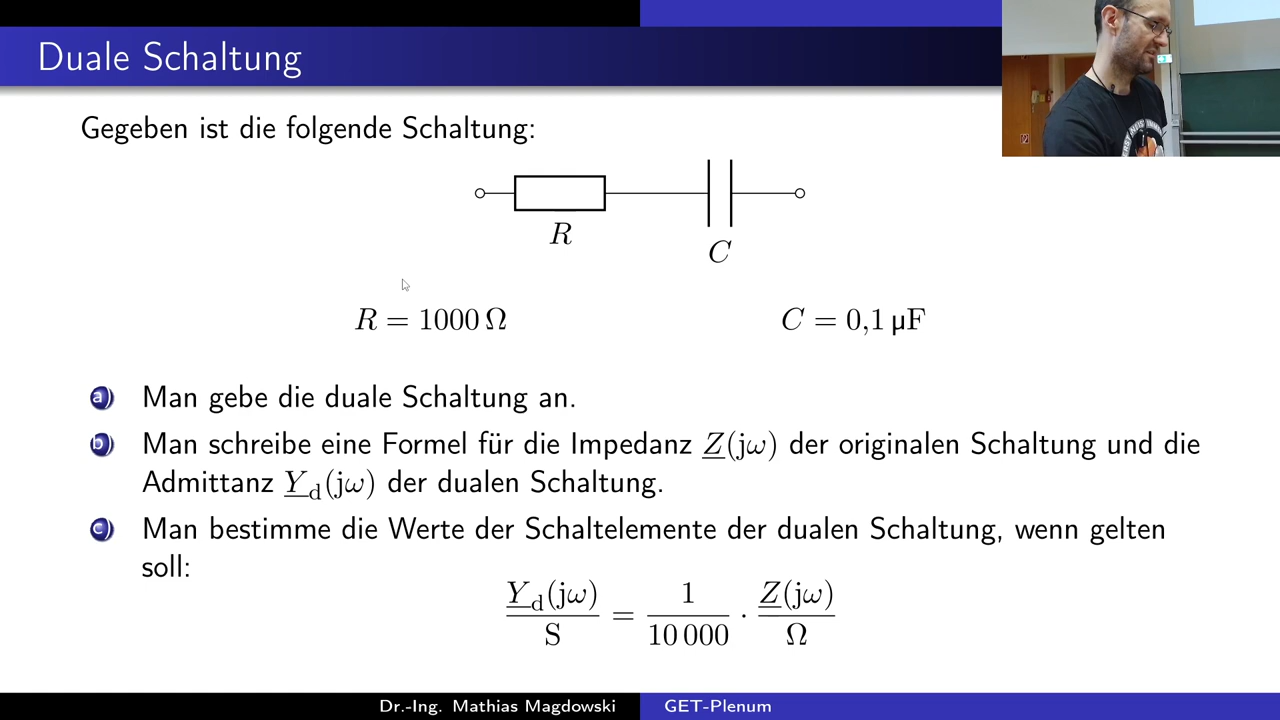 Duale Schaltung
Gegeben ist die folgende Schaltung:
R
C
R = 1000 Ω
C = 0,1 µF
a) Man gebe die duale Schaltung an.
b) Man schreibe eine Formel für die Impedanz Z(jω) der originalen Schaltung und die
Admittanz Y_d(jω) der dualen Schaltung.
c) Man bestimme die Werte der Schaltelemente der dualen Schaltung, wenn gelten
soll:
Y_d(jω)/S = 1/10 000 · Z(jω)/Ω
Dr.-Ing. Mathias Magdowski
GET-Plenum